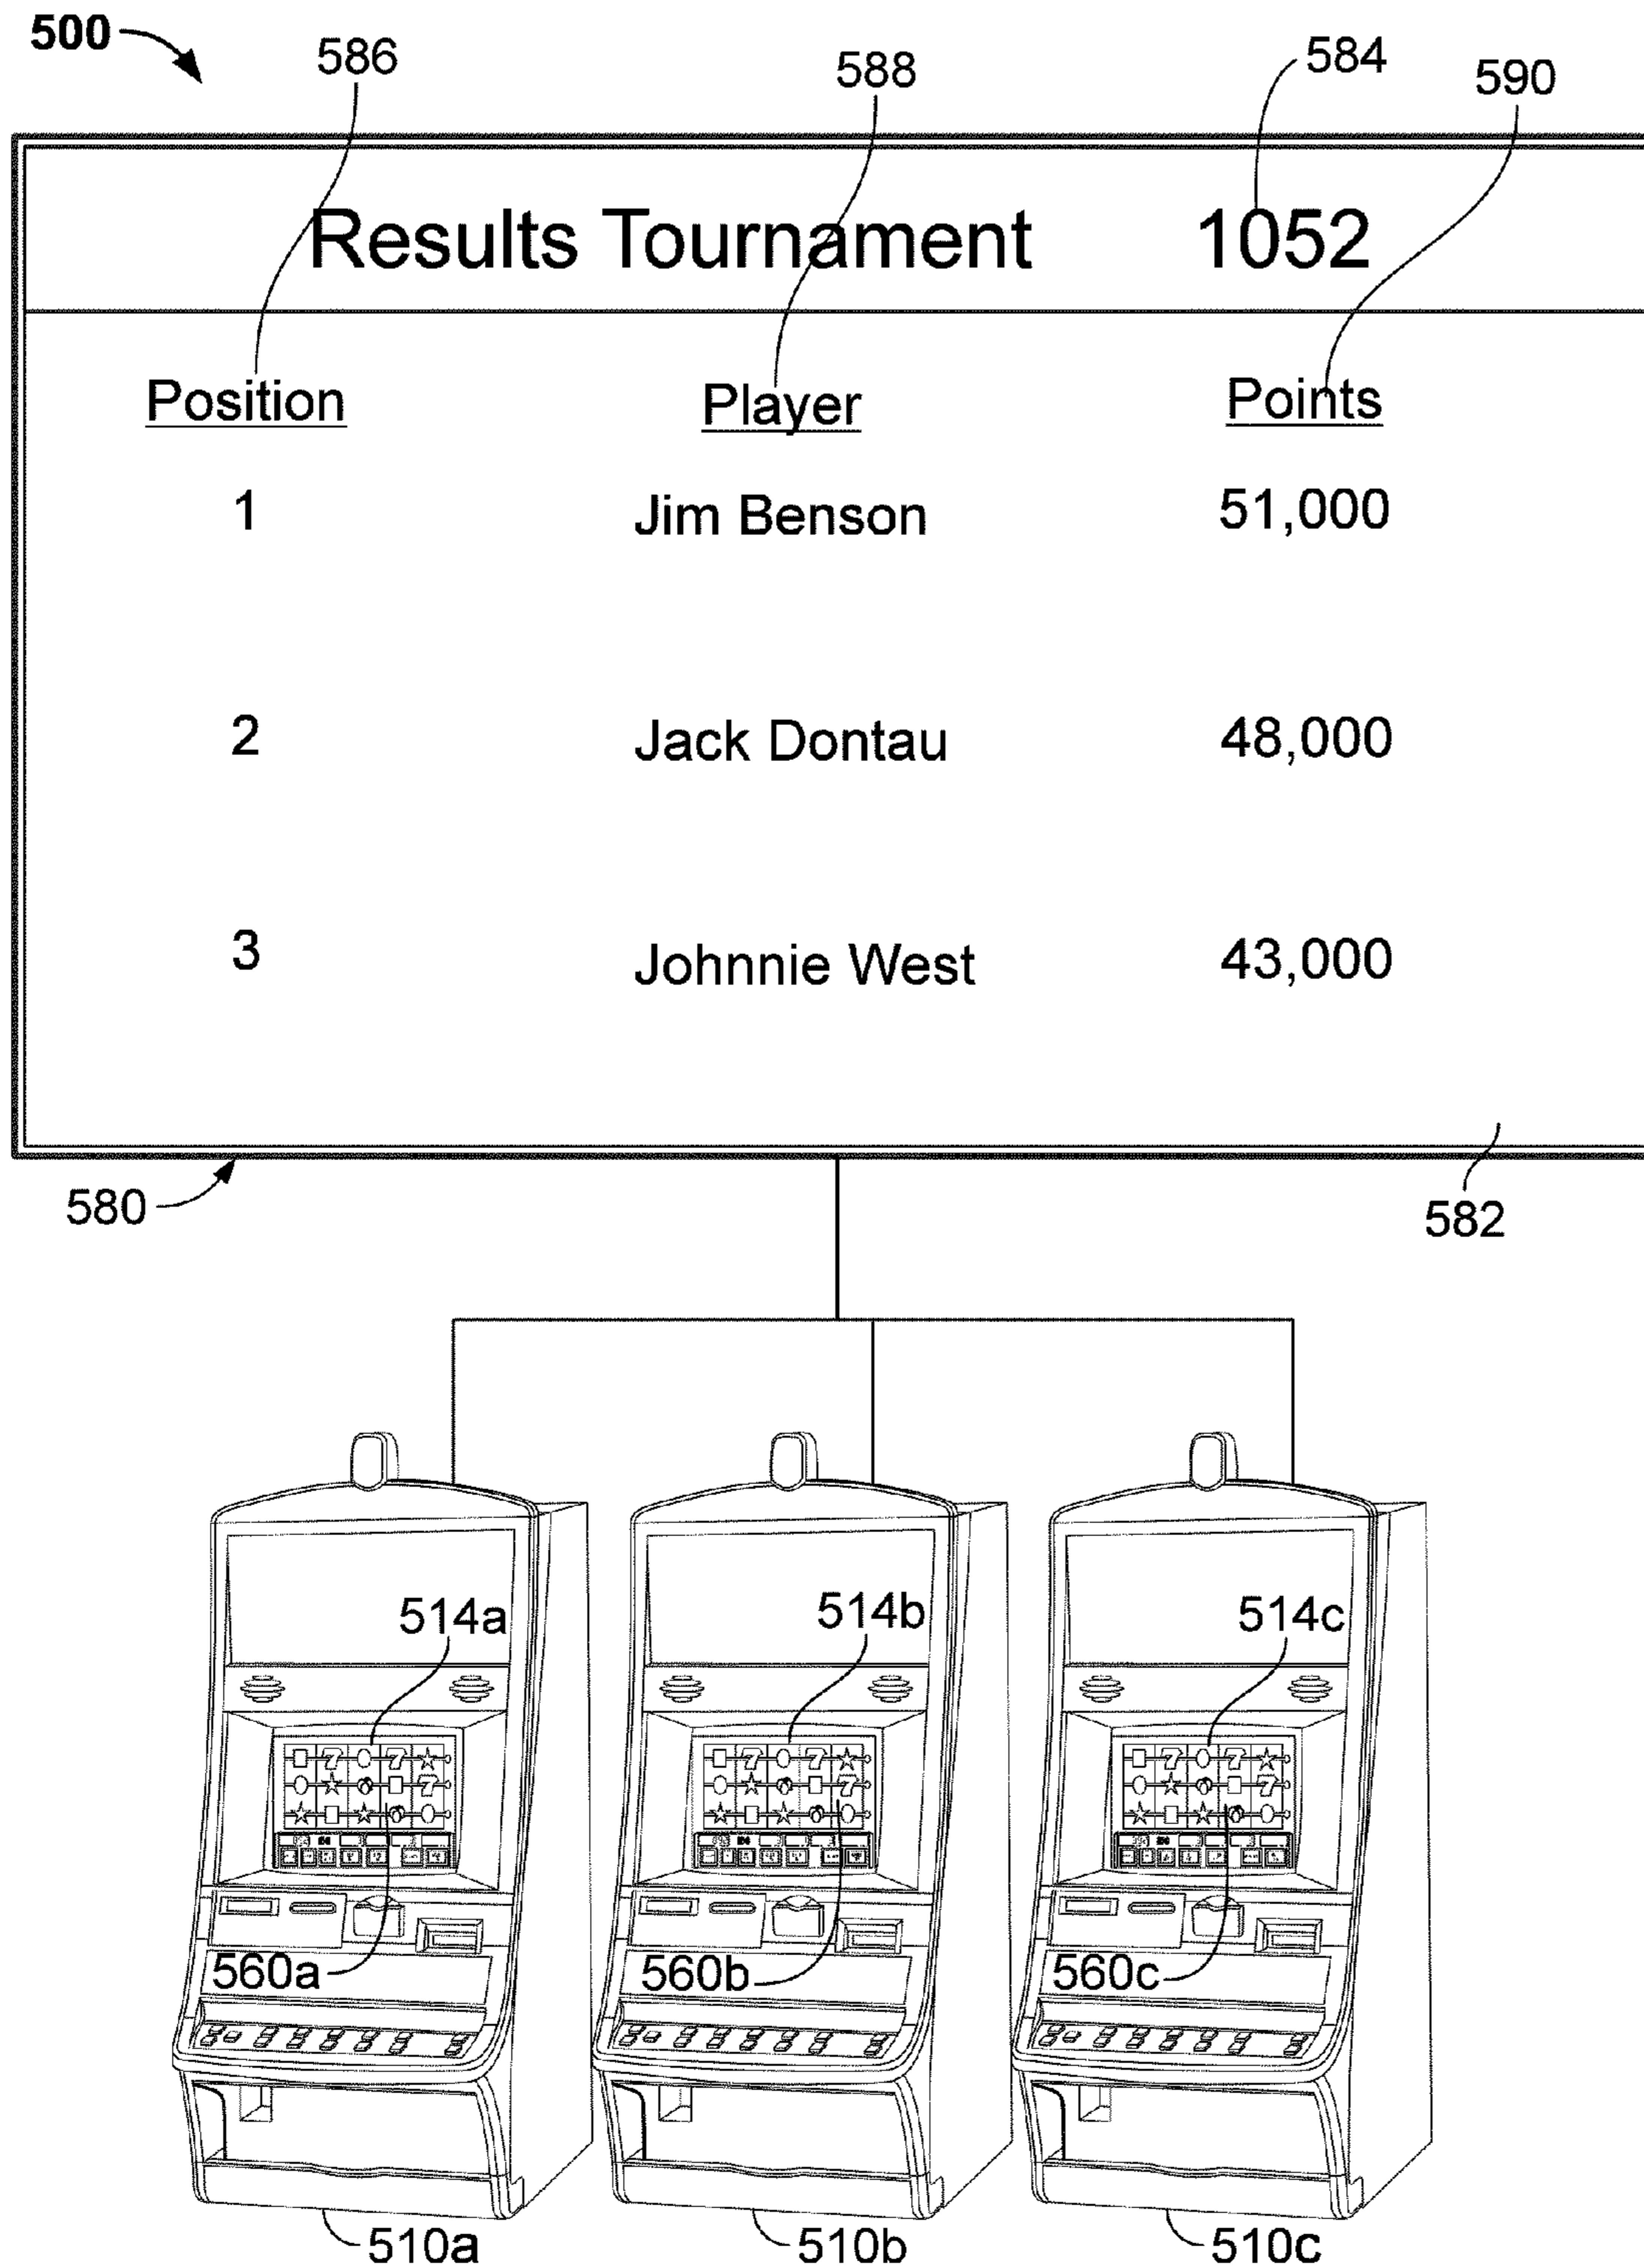 500
586
588
584
590
Results Tournament 1052
Position Player Points
1 Jim Benson 51,000
2 Jack Dontau 48,000
3 Johnnie West 43,000
580
582
514a 514b 514c
560a 560b 560c
510a 510b 510c